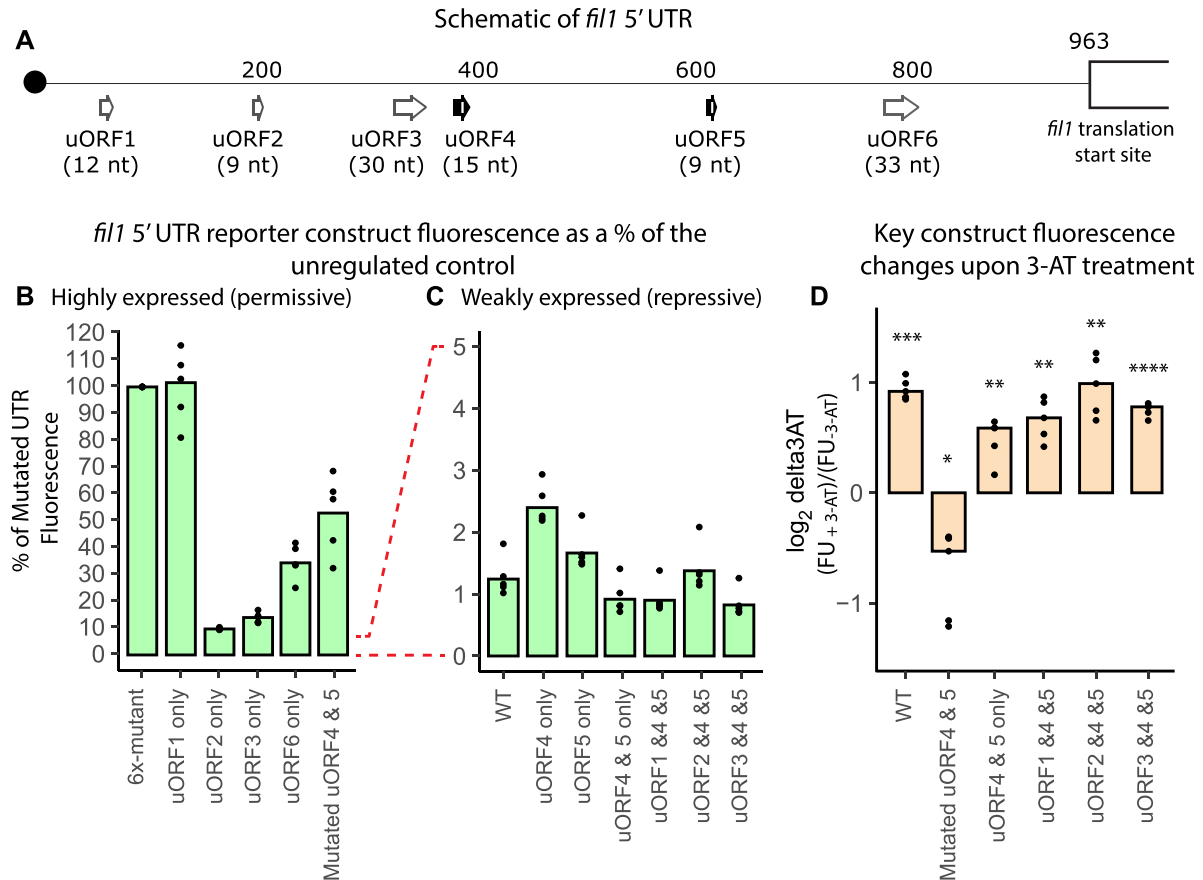 Schematic of fil1 5’ UTR
A
200
400
600
800
963
uORF1
(12 nt)
uORF2
(9 nt)
uORF3
(30 nt)
uORF4
(15 nt)
uORF5
(9 nt)
uORF6
(33 nt)
fil1 translation
start site
fil1 5’ UTR reporter construct fluorescence as a % of the
unregulated control
Key construct fluorescence
changes upon 3-AT treatment
B Highly expressed (permissive)
% of Mutated UTR
Fluorescence
120
110
100
90
80
70
60
50
40
30
20
10
0
6x-mutant
uORF1 only
uORF2 only
uORF3 only
uORF6 only
Mutated uORF4 & 5
C Weakly expressed (repressive)
5
4
3
2
1
0
WT
uORF4 only
uORF5 only
uORF4 & 5 only
uORF1 &4 &5
uORF2 &4 &5
uORF3 &4 &5
D
log2 delta3AT
(FU + 3-AT)/(FU-3-AT)
1
0
−1
***
*
**
**
**
****
WT
Mutated uORF4 & 5
uORF4 & 5 only
uORF1 &4 &5
uORF2 &4 &5
uORF3 &4 &5